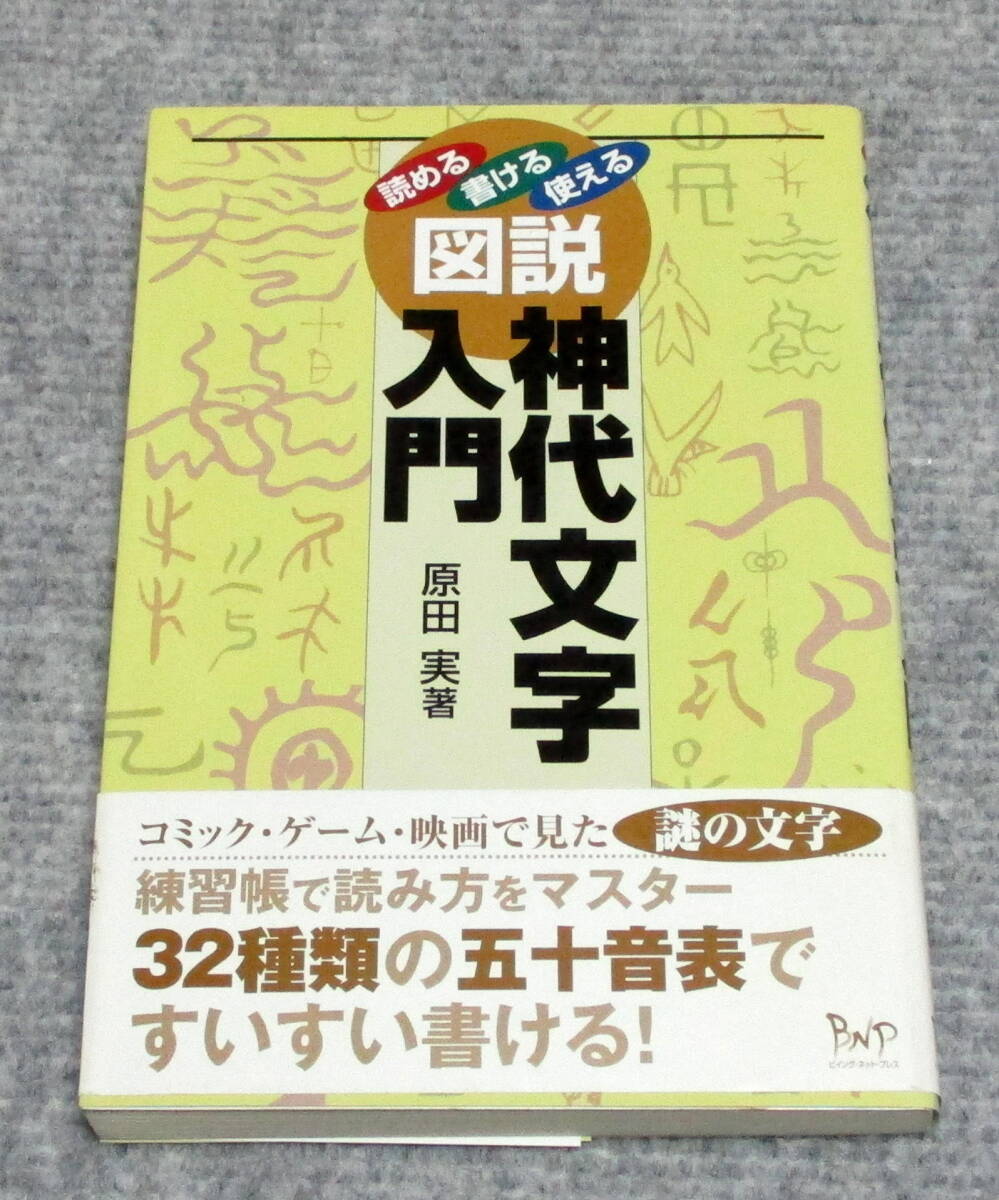 読める
書ける
使える
図説
神代文字
入門
原田 実著
コミック・ゲーム・映画で見た 謎の文字
練習帳で読み方をマスター
32種類の五十音表で
すいすい書ける!
BNP
ビイング・ネット・プレス